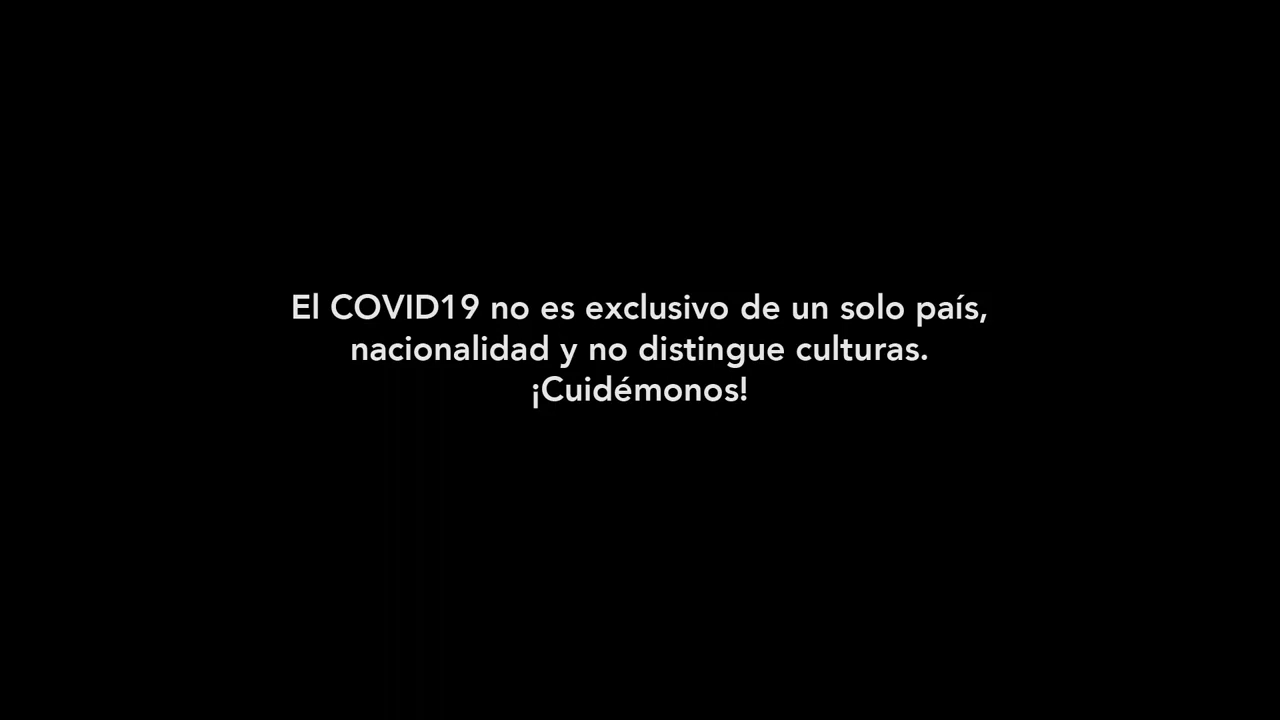 El COVID19 no es exclusivo de un solo país,
nacionalidad y no distingue culturas.
¡Cuidémonos!